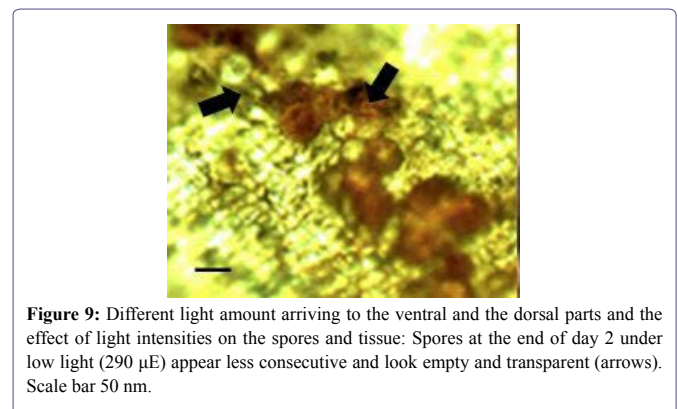 Figure 9: Different light amount arriving to the ventral and the dorsal parts and the
effect of light intensities on the spores and tissue: Spores at the end of day 2 under
low light (290 μE) appear less consecutive and look empty and transparent (arrows).
Scale bar 50 nm.